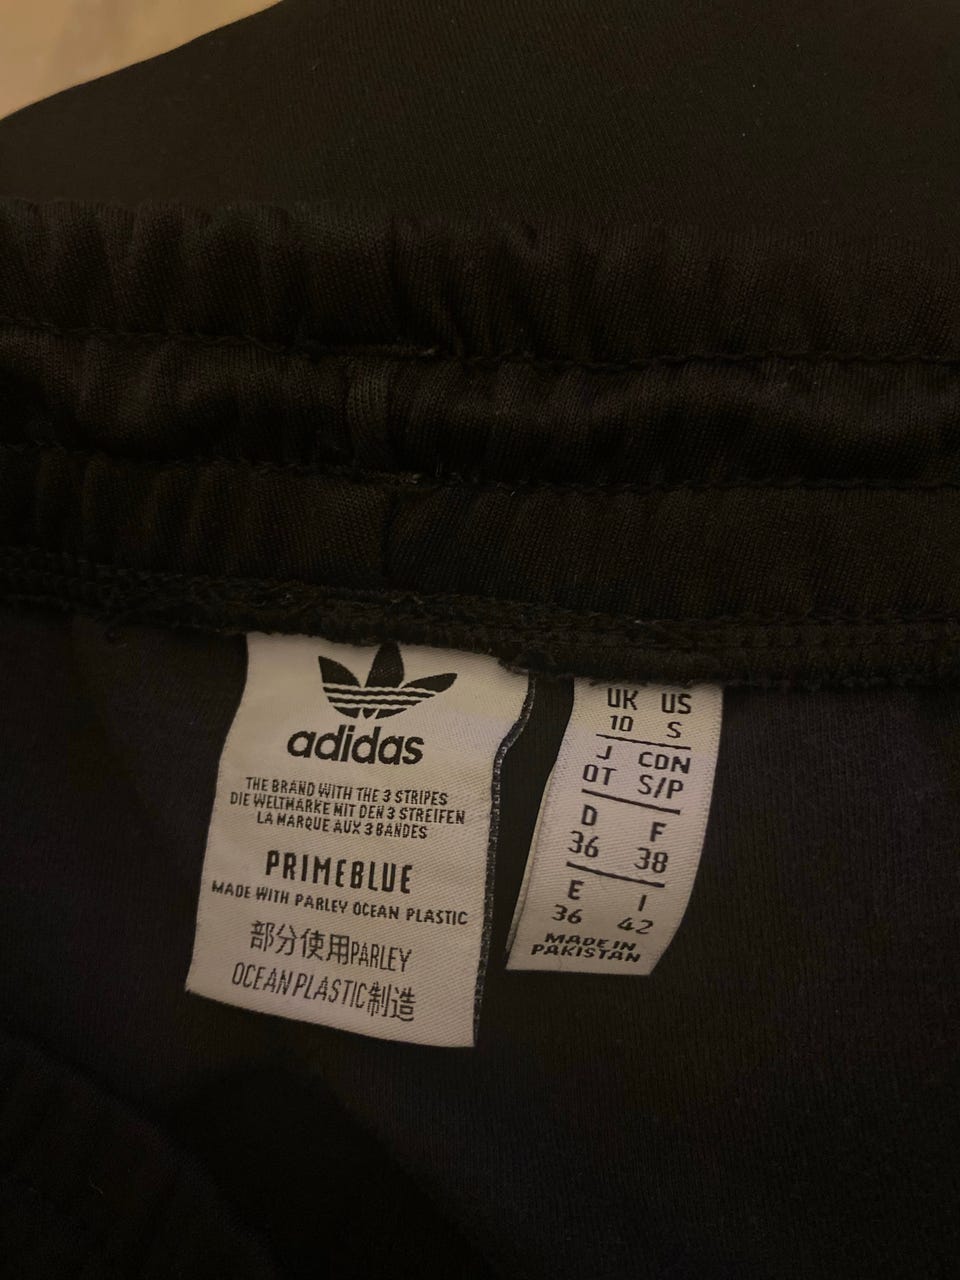 adidas
THE BRAND WITH THE 3 STRIPES
DIE WELTMARKE MIT DEN 3 STREIFEN
LA MARQUE AUX 3 BANDES
PRIMEBLUE
MADE WITH PARLEY OCEAN PLASTIC
部分使用PARLEY
OCEAN PLASTIC制造
UK US
10 S
J CDN
OT S/P
D F
36 38
E I
36 42
MADE IN
PAKISTAN